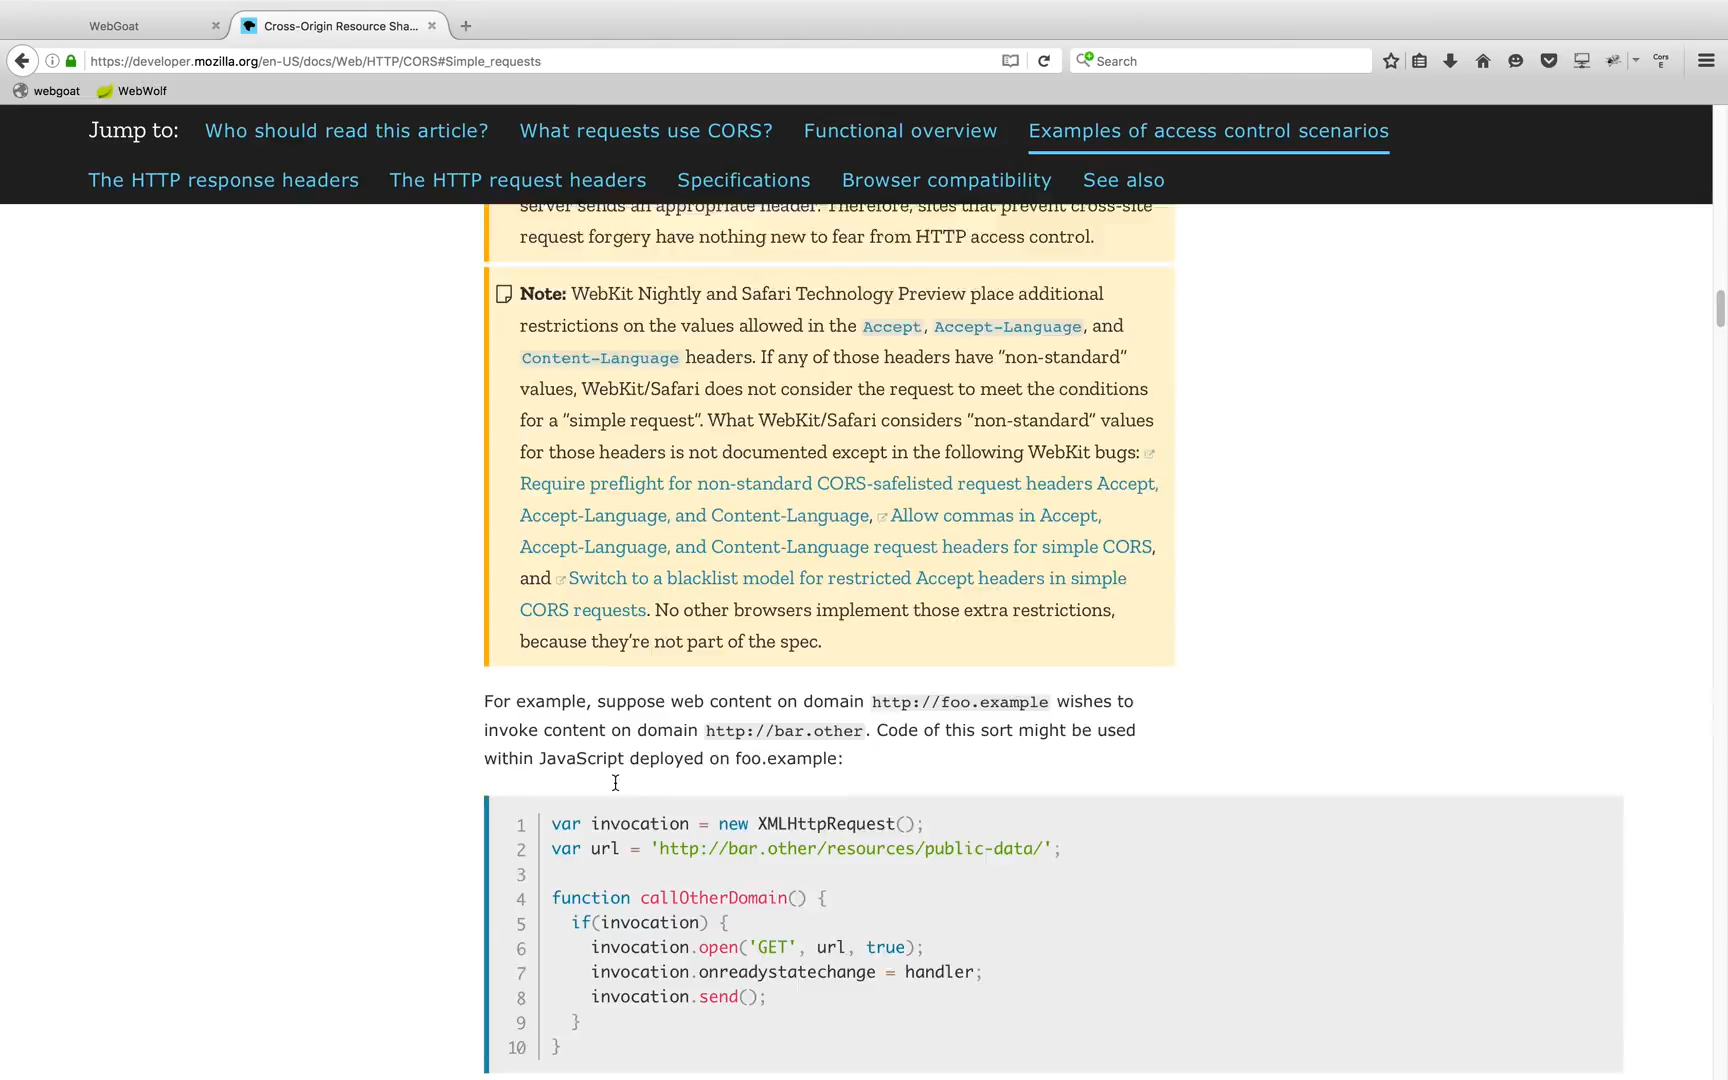 WebGoat
Cross-Origin Resource Sha...
https://developer.mozilla.org/en-US/docs/Web/HTTP/CORS#Simple_requests
Search
Cors
E
webgoat
WebWolf
Jump to: Who should read this article? What requests use CORS? Functional overview Examples of access control scenarios
The HTTP response headers The HTTP request headers Specifications Browser compatibility See also
server sends an appropriate header. Therefore, sites that prevent cross-site
request forgery have nothing new to fear from HTTP access control.
Note: WebKit Nightly and Safari Technology Preview place additional
restrictions on the values allowed in the Accept, Accept-Language, and
Content-Language headers. If any of those headers have ”non-standard”
values, WebKit/Safari does not consider the request to meet the conditions
for a “simple request”. What WebKit/Safari considers ”non-standard” values
for those headers is not documented except in the following WebKit bugs:
Require preflight for non-standard CORS-safelisted request headers Accept,
Accept-Language, and Content-Language, Allow commas in Accept,
Accept-Language, and Content-Language request headers for simple CORS,
and Switch to a blacklist model for restricted Accept headers in simple
CORS requests. No other browsers implement those extra restrictions,
because they’re not part of the spec.
For example, suppose web content on domain http://foo.example wishes to
invoke content on domain http://bar.other. Code of this sort might be used
within JavaScript deployed on foo.example:
1 var invocation = new XMLHttpRequest();
2 var url = 'http://bar.other/resources/public-data/';
3
4 function callOtherDomain() {
5 if(invocation) {
6 invocation.open('GET', url, true);
7 invocation.onreadystatechange = handler;
8 invocation.send();
9 }
10 }